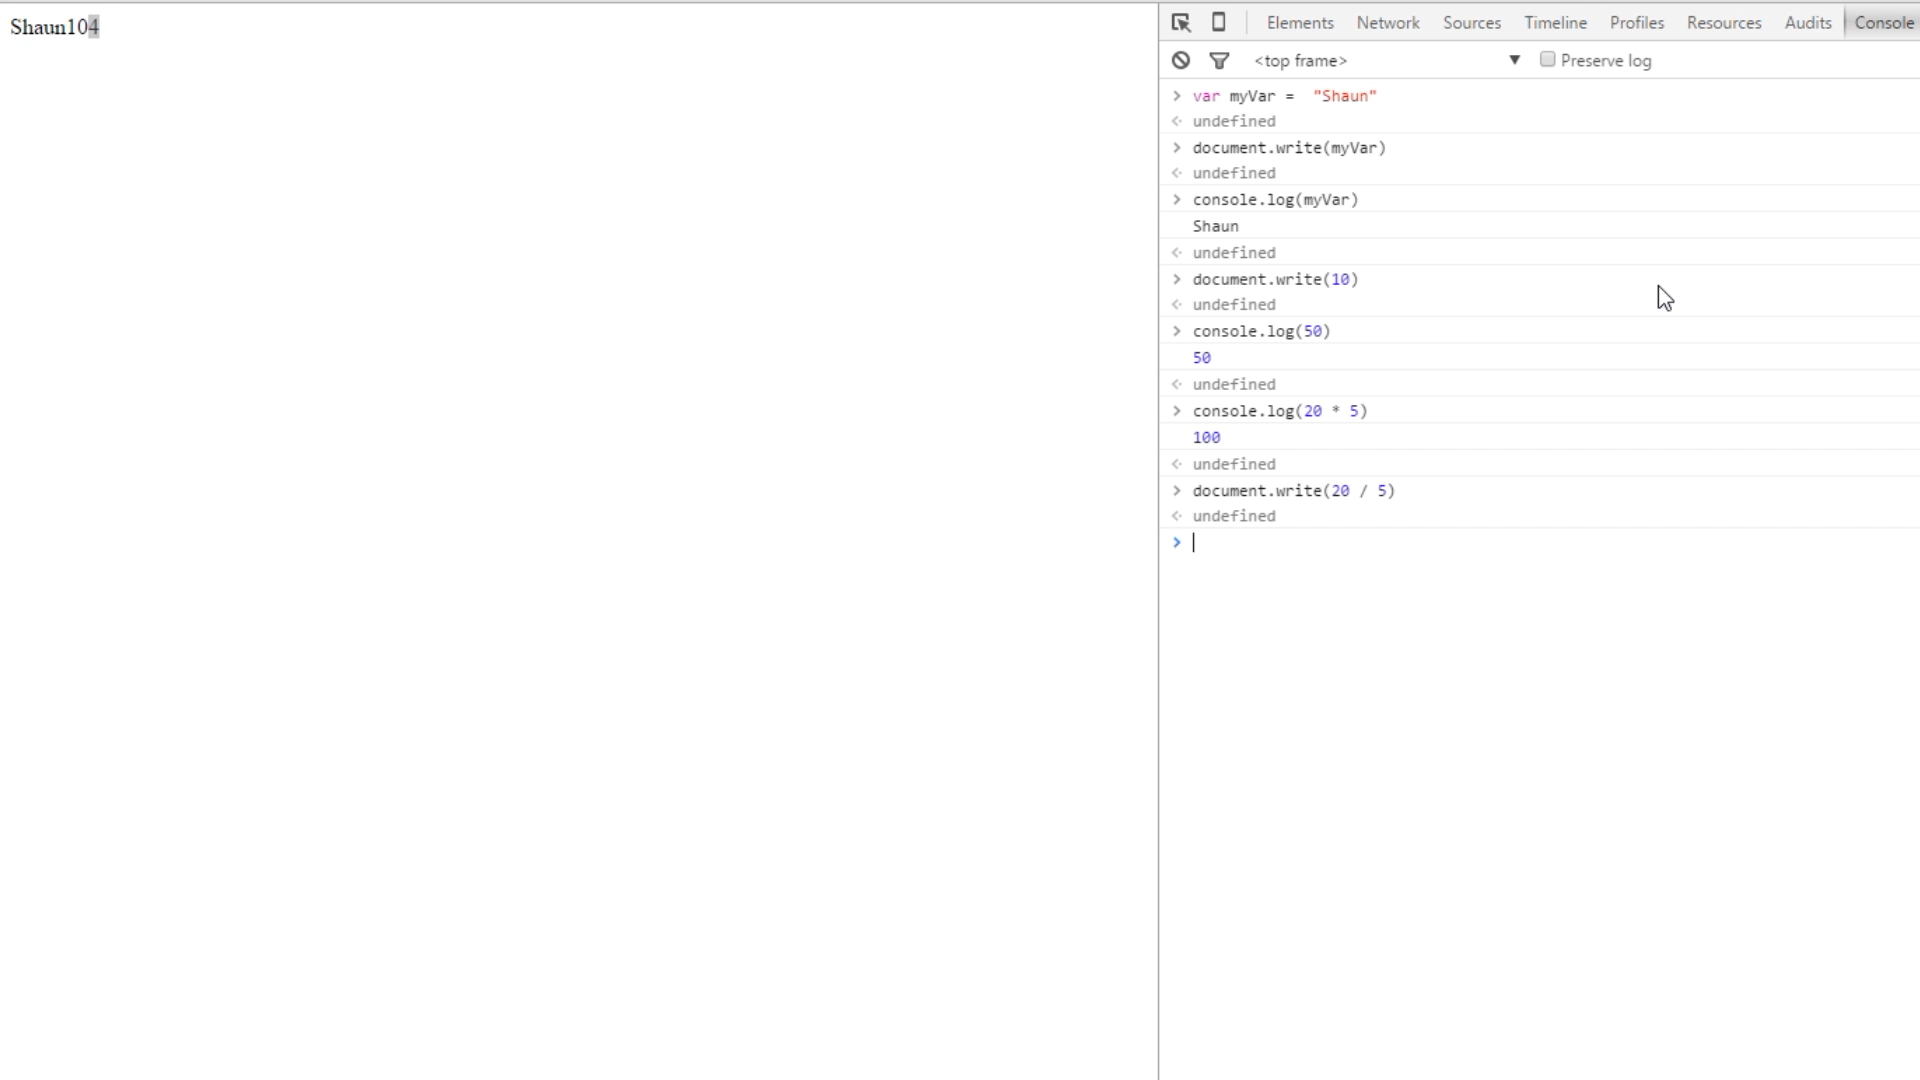 Shaun104
Elements Network Sources Timeline Profiles Resources Audits Console
<top frame> ▼ Preserve log
> var myVar =  "Shaun"
<· undefined
> document.write(myVar)
<· undefined
> console.log(myVar)
Shaun
<· undefined
> document.write(10)
<· undefined
> console.log(50)
50
<· undefined
> console.log(20 * 5)
100
<· undefined
> document.write(20 / 5)
<· undefined
>